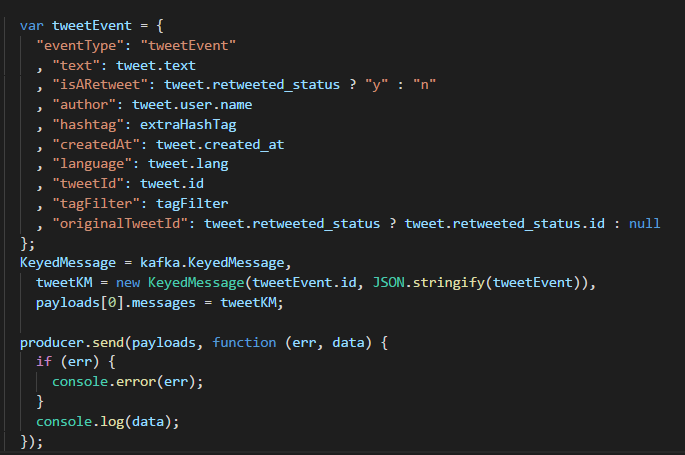 var tweetEvent = {
"eventType": "tweetEvent"
, "text": tweet.text
, "isARetweet": tweet.retweeted_status ? "y" : "n"
, "author": tweet.user.name
, "hashtag": extraHashTag
, "createdAt": tweet.created_at
, "language": tweet.lang
, "tweetId": tweet.id
, "tagFilter": tagFilter
, "originalTweetId": tweet.retweeted_status ? tweet.retweeted_status.id : null
};
KeyedMessage = kafka.KeyedMessage,
tweetKM = new KeyedMessage(tweetEvent.id, JSON.stringify(tweetEvent)),
payloads[0].messages = tweetKM;
producer.send(payloads, function (err, data) {
if (err) {
console.error(err);
}
console.log(data);
});